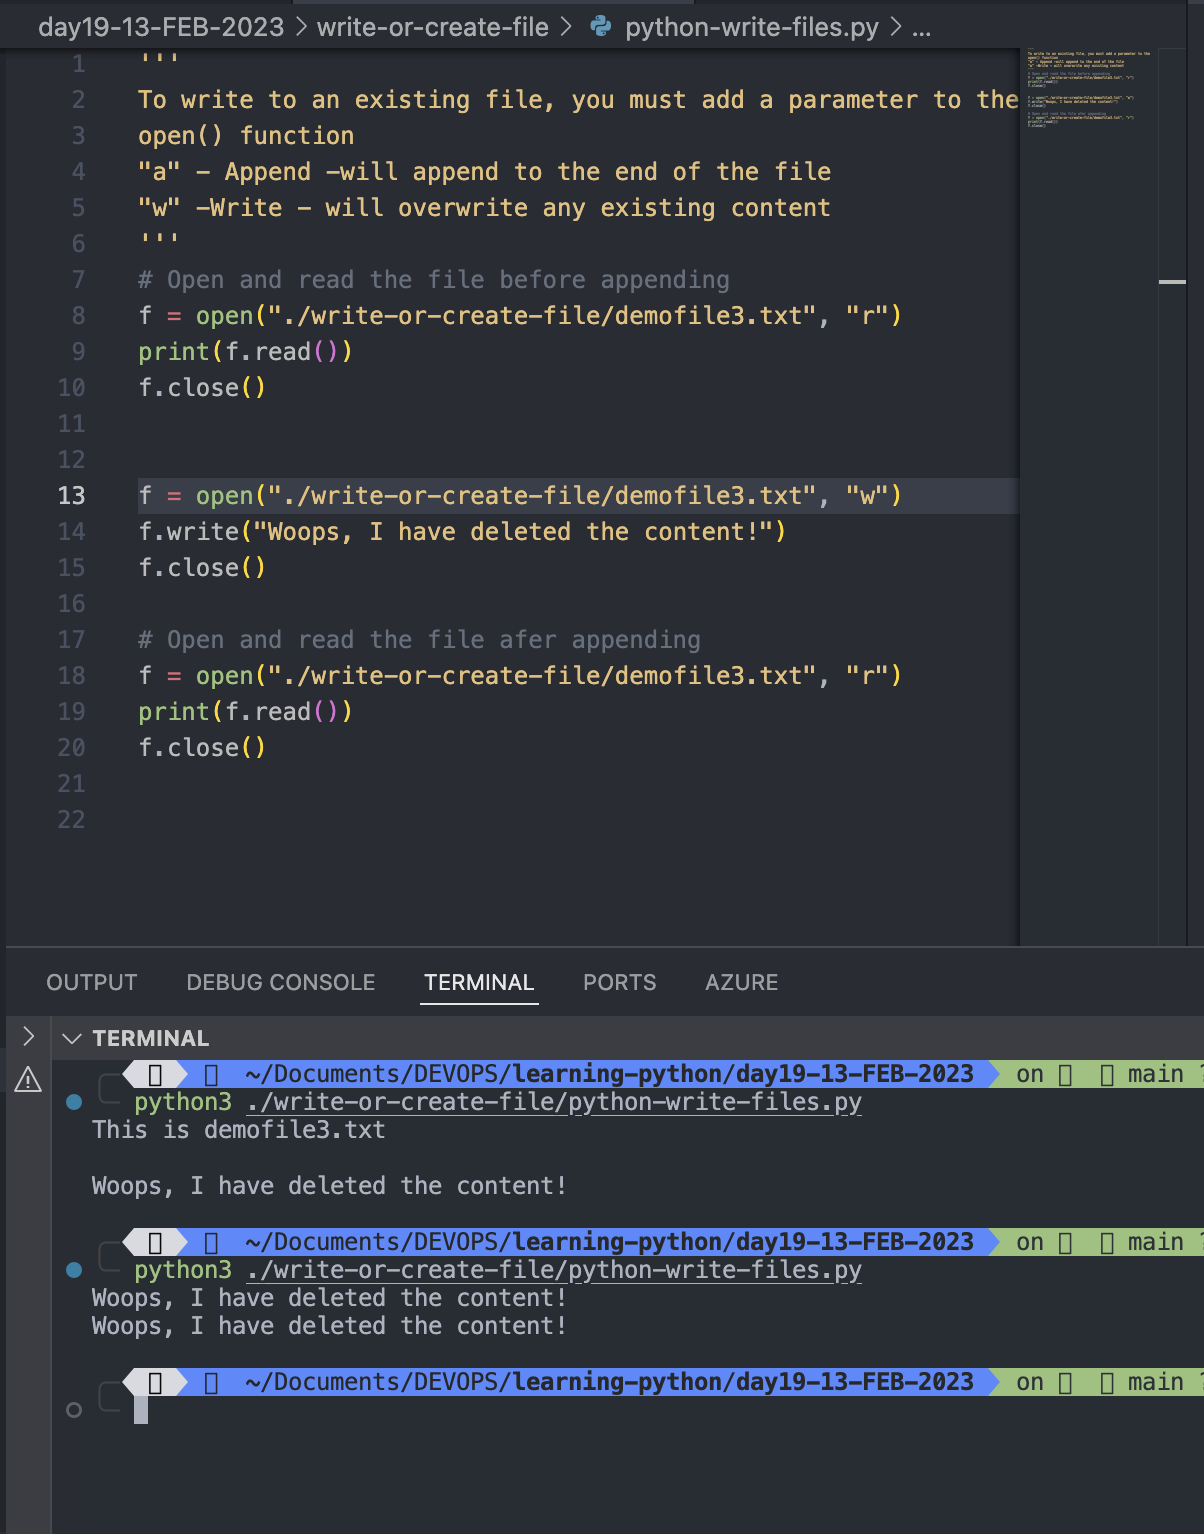 day19-13-FEB-2023 > write-or-create-file > python-write-files.py > ...
1 '''
2 To write to an existing file, you must add a parameter to the
3 open() function
4 "a" - Append -will append to the end of the file
5 "w" -Write - will overwrite any existing content
6 '''
7 # Open and read the file before appending
8 f = open("./write-or-create-file/demofile3.txt", "r")
9 print(f.read())
10 f.close()
11
12
13 f = open("./write-or-create-file/demofile3.txt", "w")
14 f.write("Woops, I have deleted the content!")
15 f.close()
16
17 # Open and read the file afer appending
18 f = open("./write-or-create-file/demofile3.txt", "r")
19 print(f.read())
20 f.close()
21
22
OUTPUT DEBUG CONSOLE TERMINAL PORTS AZURE
TERMINAL
~/Documents/DEVOPS/learning-python/day19-13-FEB-2023 on main ?
python3 ./write-or-create-file/python-write-files.py
This is demofile3.txt
Woops, I have deleted the content!
~/Documents/DEVOPS/learning-python/day19-13-FEB-2023 on main ?
python3 ./write-or-create-file/python-write-files.py
Woops, I have deleted the content!
Woops, I have deleted the content!
~/Documents/DEVOPS/learning-python/day19-13-FEB-2023 on main ?